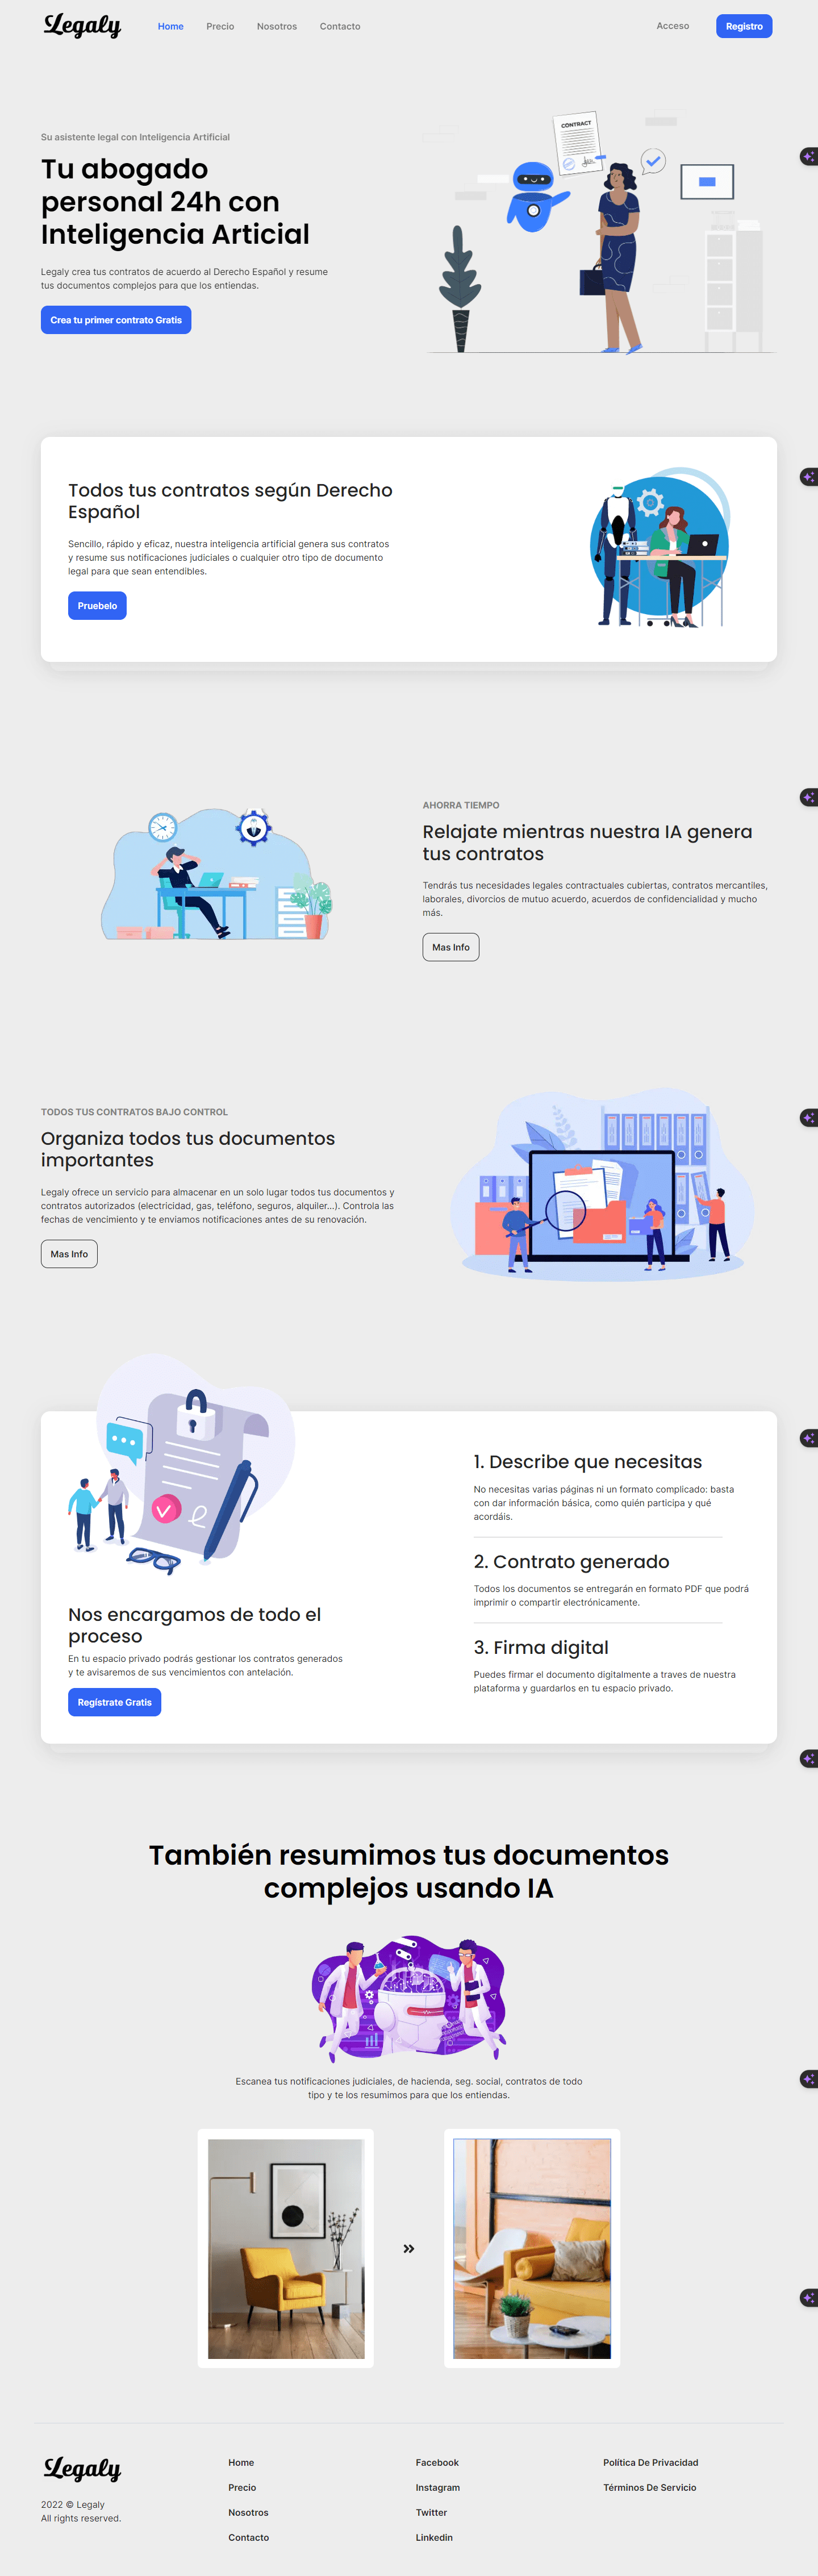 Legaly
Home
Precio
Nosotros
Contacto
Acceso
Registro
Su asistente legal con Inteligencia Artificial
Tu abogado
personal 24h con
Inteligencia Articial
Legaly crea tus contratos de acuerdo al Derecho Español y resume
tus documentos complejos para que los entiendas.
Crea tu primer contrato Gratis
CONTRACT
Todos tus contratos según Derecho
Español
Sencillo, rápido y eficaz, nuestra inteligencia artificial genera sus contratos
y resume sus notificaciones judiciales o cualquier otro tipo de documento
legal para que sean entendibles.
Pruebelo
AHORRA TIEMPO
Relajate mientras nuestra IA genera
tus contratos
Tendrás tus necesidades legales contractuales cubiertas, contratos mercantiles,
laborales, divorcios de mutuo acuerdo, acuerdos de confidencialidad y mucho
más.
Mas Info
TODOS TUS CONTRATOS BAJO CONTROL
Organiza todos tus documentos
importantes
Legaly ofrece un servicio para almacenar en un solo lugar todos tus documentos y
contratos autorizados (electricidad, gas, teléfono, seguros, alquiler...). Controla las
fechas de vencimiento y te enviamos notificaciones antes de su renovación.
Mas Info
Nos encargamos de todo el
proceso
En tu espacio privado podrás gestionar los contratos generados
y te avisaremos de sus vencimientos con antelación.
Regístrate Gratis
1. Describe que necesitas
No necesitas varias páginas ni un formato complicado: basta
con dar información básica, como quién participa y qué
acordáis.
2. Contrato generado
Todos los documentos se entregarán en formato PDF que podrá
imprimir o compartir electrónicamente.
3. Firma digital
Puedes firmar el documento digitalmente a traves de nuestra
plataforma y guardarlos en tu espacio privado.
También resumimos tus documentos
complejos usando IA
Escanea tus notificaciones judiciales, de hacienda, seg. social, contratos de todo
tipo y te los resumimos para que los entiendas.
Legaly
2022 © Legaly
All rights reserved.
Home
Precio
Nosotros
Contacto
Facebook
Instagram
Twitter
Linkedin
Política De Privacidad
Términos De Servicio